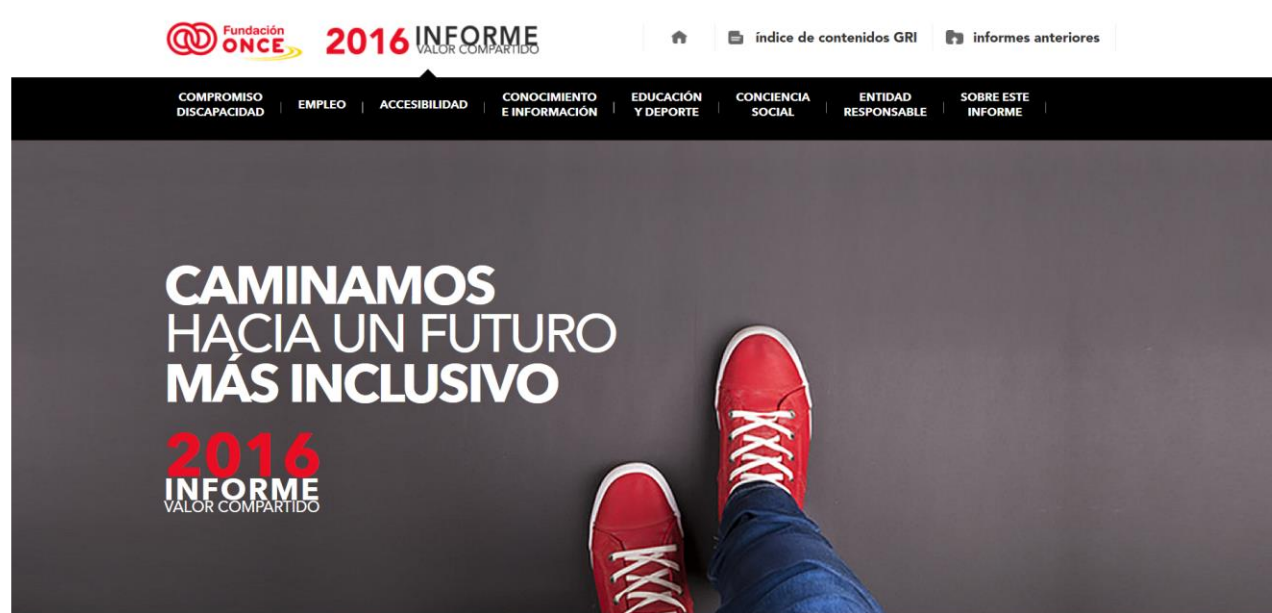 Fundación
ONCE
2016 INFORME
VALOR COMPARTIDO
índice de contenidos GRI
informes anteriores
COMPROMISO
DISCAPACIDAD
EMPLEO
ACCESIBILIDAD
CONOCIMIENTO
E INFORMACIÓN
EDUCACIÓN
Y DEPORTE
CONCIENCIA
SOCIAL
ENTIDAD
RESPONSABLE
SOBRE ESTE
INFORME
CAMINAMOS
HACIA UN FUTURO
MÁS INCLUSIVO
2016
INFORME
VALOR COMPARTIDO